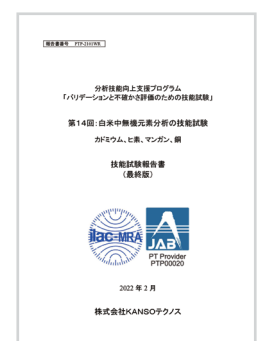 報告書番号 PTP-2101WR
分析技能向上支援プログラム
「バリデーションと不確かさ評価のための技能試験」
第14回：白米中無機元素分析の技能試験
カドミウム、ヒ素、マンガン、銅
技能試験報告書
（最終版）
ilac-MRA
JAB
PT Provider
PTP00020
2022 年 2 月
株式会社KANSOテクノス